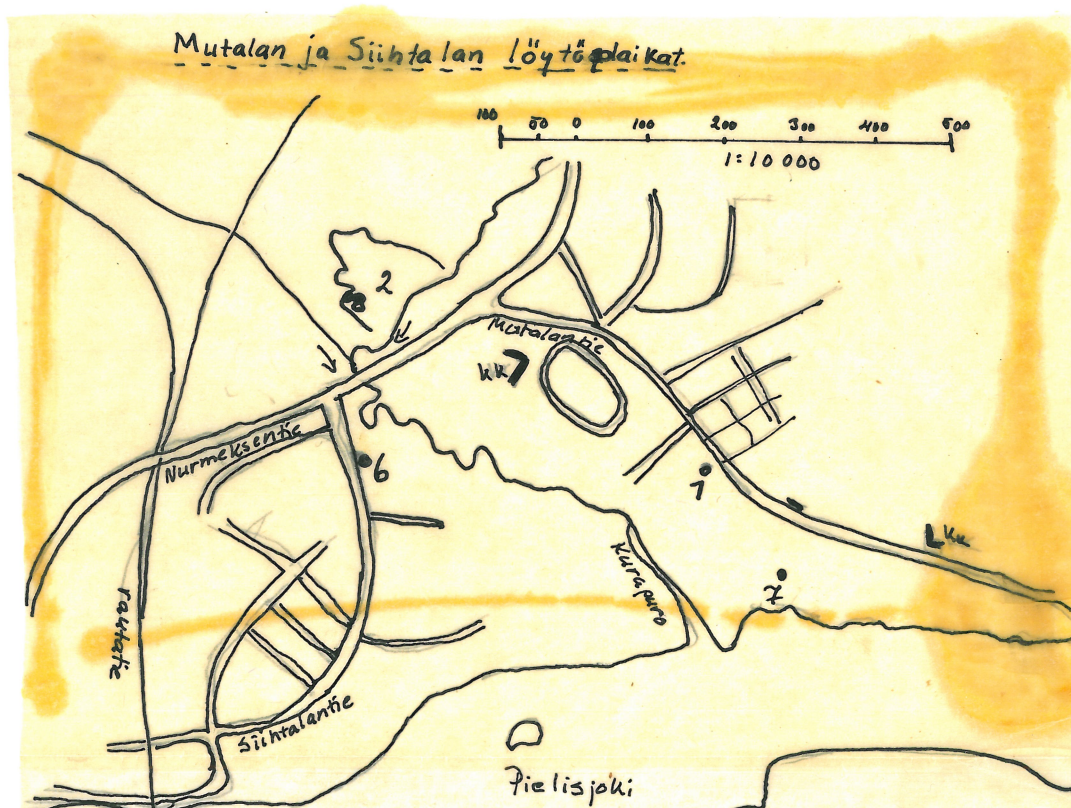 Mutalan ja Siihtalan löytöpaikat.
100 50 0 100 200 300 400 500
1:10 000
2
Mutalantie
kk
Nurmeksentie
6
1
kk
Kurapuro
7
rautatie
Siihtalantie
Pielisjoki